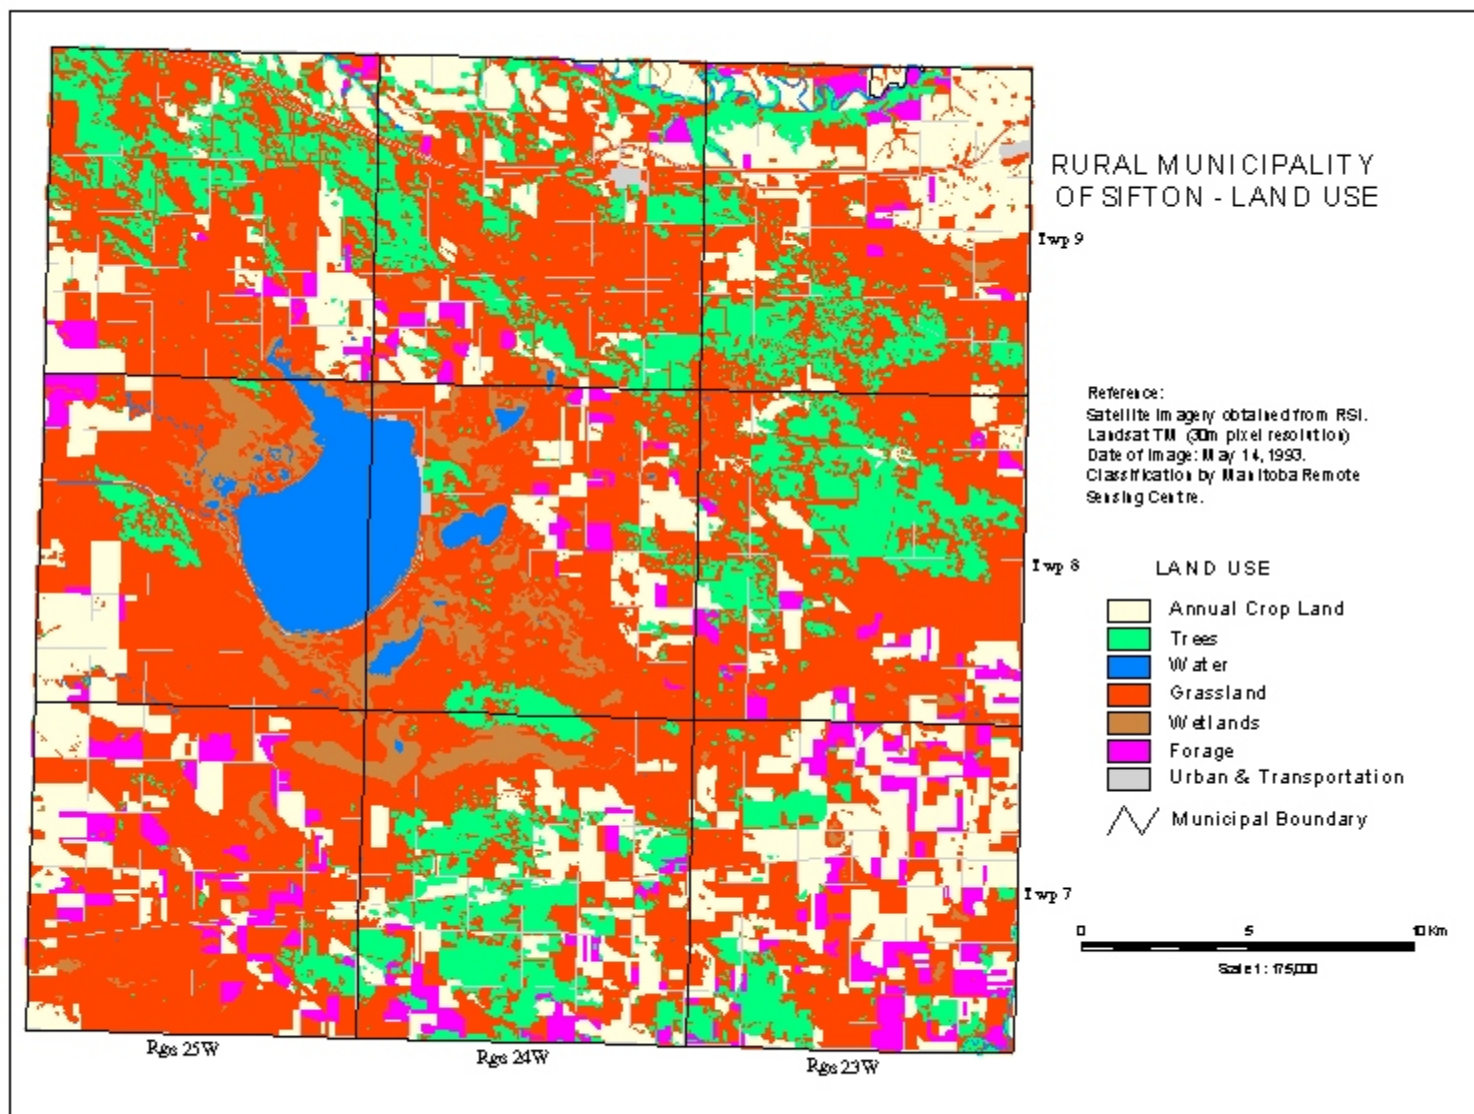 RURAL MUNICIPALITY
OF SIFTON - LAND USE
Twp 9
Reference:
Satellite Imagery obtained from RSI.
Landsat TM (30m pixel resolution)
Date of Image: May 14, 1993.
Classification by Manitoba Remote
Sensing Centre.
Twp 8
LAND USE
Annual Crop Land
Trees
Water
Grassland
Wetlands
Forage
Urban & Transportation
Municipal Boundary
Twp 7
0 5 10 Km
Scale 1 : 175,000
Rgs 25W
Rgs 24W
Rgs 23W